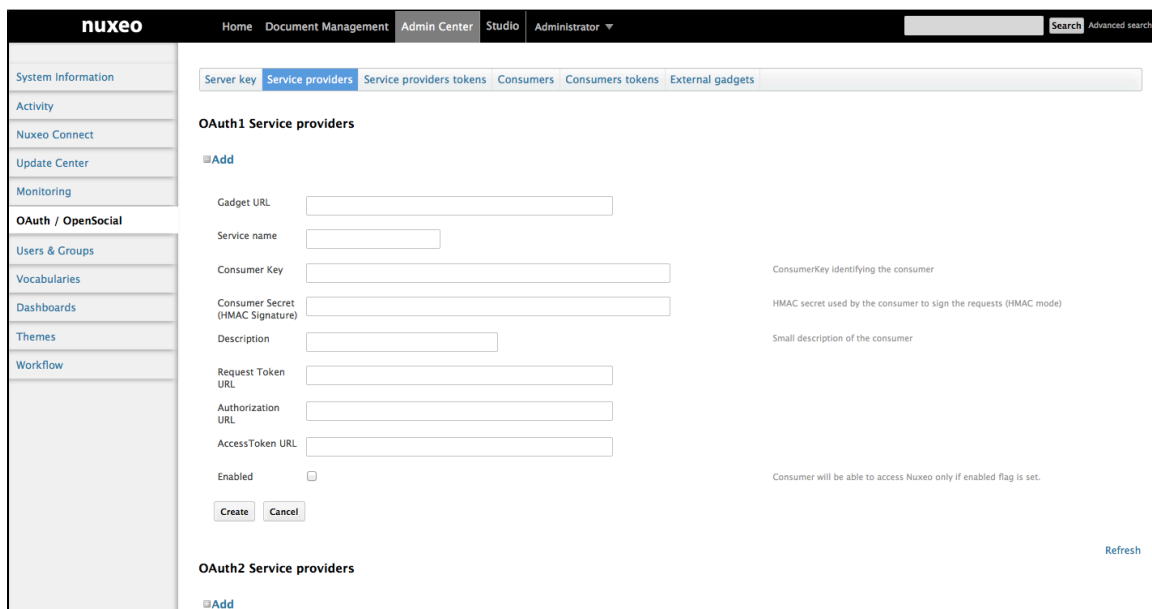 nuxeo
Home Document Management Admin Center Studio Administrator Search Advanced search
System Information
Activity
Nuxeo Connect
Update Center
Monitoring
OAuth / OpenSocial
Users & Groups
Vocabularies
Dashboards
Themes
Workflow
Server key Service providers Service providers tokens Consumers Consumers tokens External gadgets
OAuth1 Service providers
Add
Gadget URL
Service name
Consumer Key ConsumerKey identifying the consumer
Consumer Secret
(HMAC Signature) HMAC secret used by the consumer to sign the requests (HMAC mode)
Description Small description of the consumer
Request Token
URL
Authorization
URL
AccessToken URL
Enabled Consumer will be able to access Nuxeo only if enabled flag is set.
Create Cancel
Refresh
OAuth2 Service providers
Add